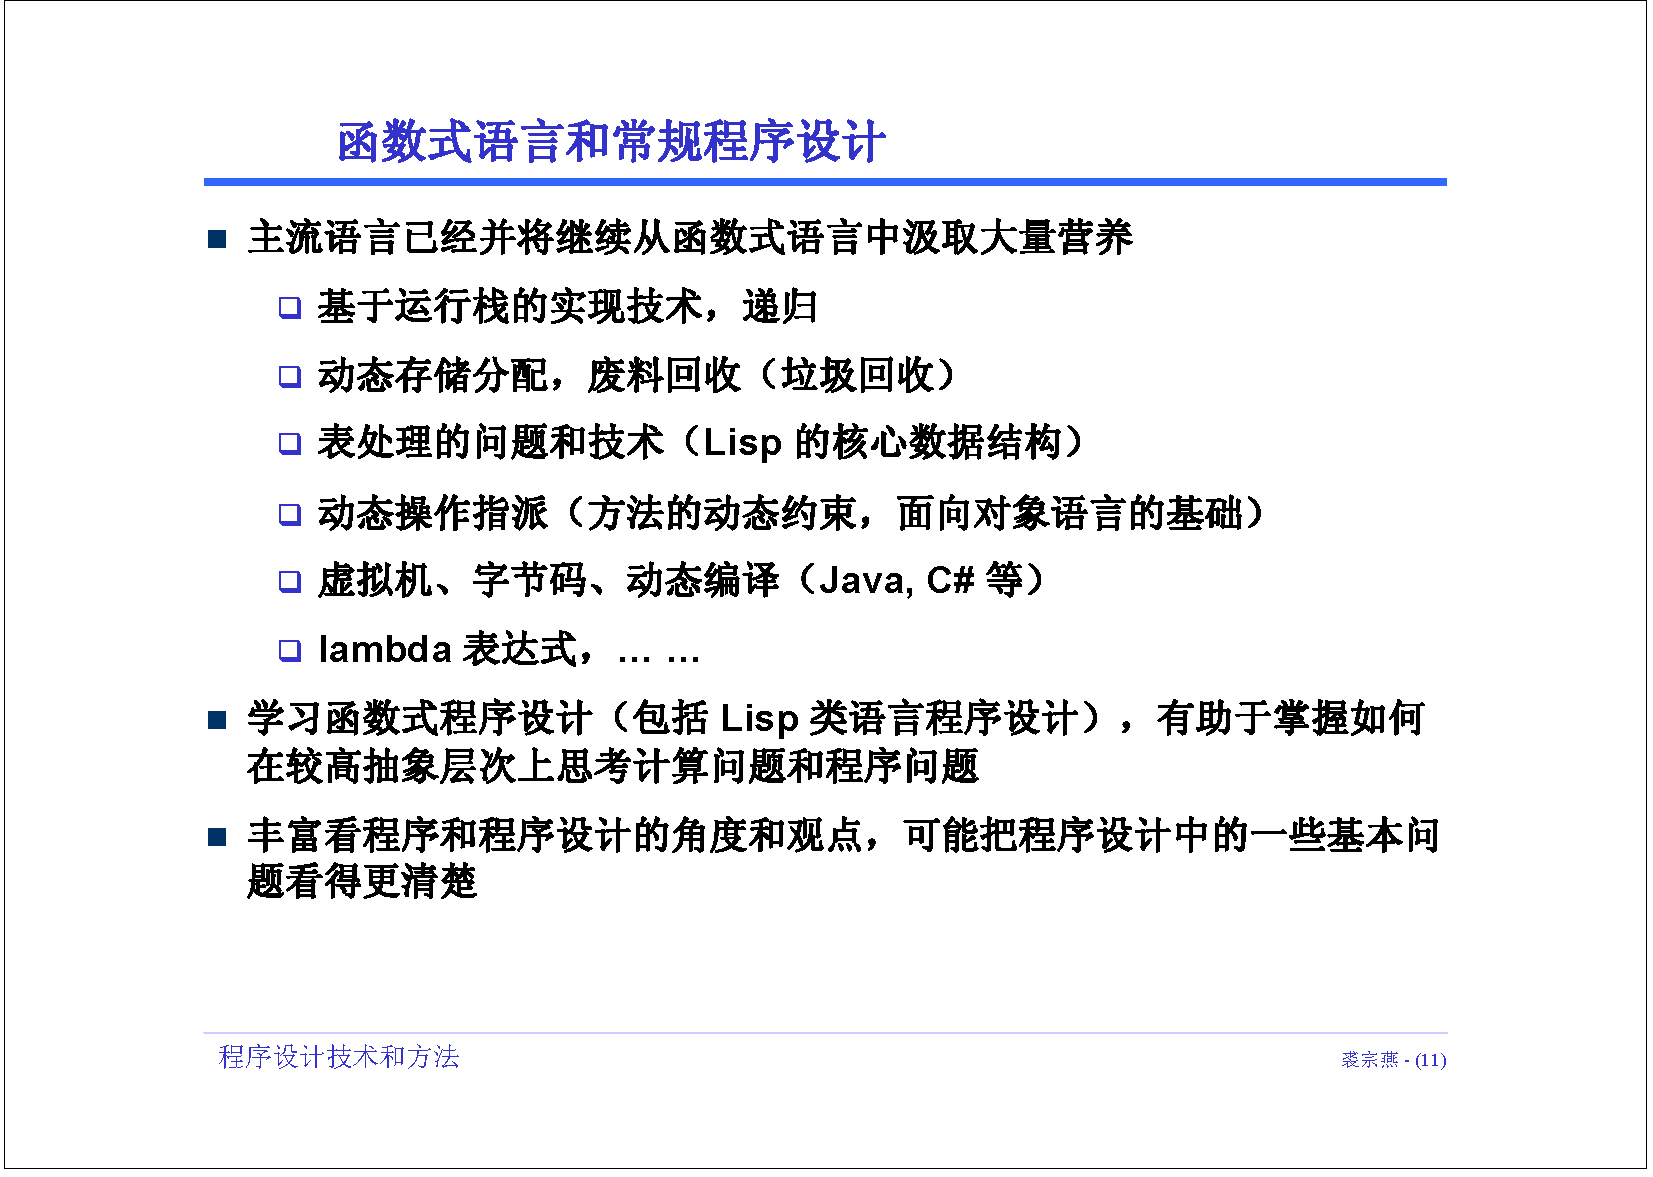 函数式语言和常规程序设计
主流语言已经并将继续从函数式语言中汲取大量营养
基于运行栈的实现技术，递归
动态存储分配，废料回收（垃圾回收）
表处理的问题和技术（Lisp 的核心数据结构）
动态操作指派（方法的动态约束，面向对象语言的基础）
虚拟机、字节码、动态编译（Java, C# 等）
lambda 表达式，… …
学习函数式程序设计（包括 Lisp 类语言程序设计），有助于掌握如何
在较高抽象层次上思考计算问题和程序问题
丰富看程序和程序设计的角度和观点，可能把程序设计中的一些基本问
题看得更清楚
程序设计技术和方法
裘宗燕 - (11)